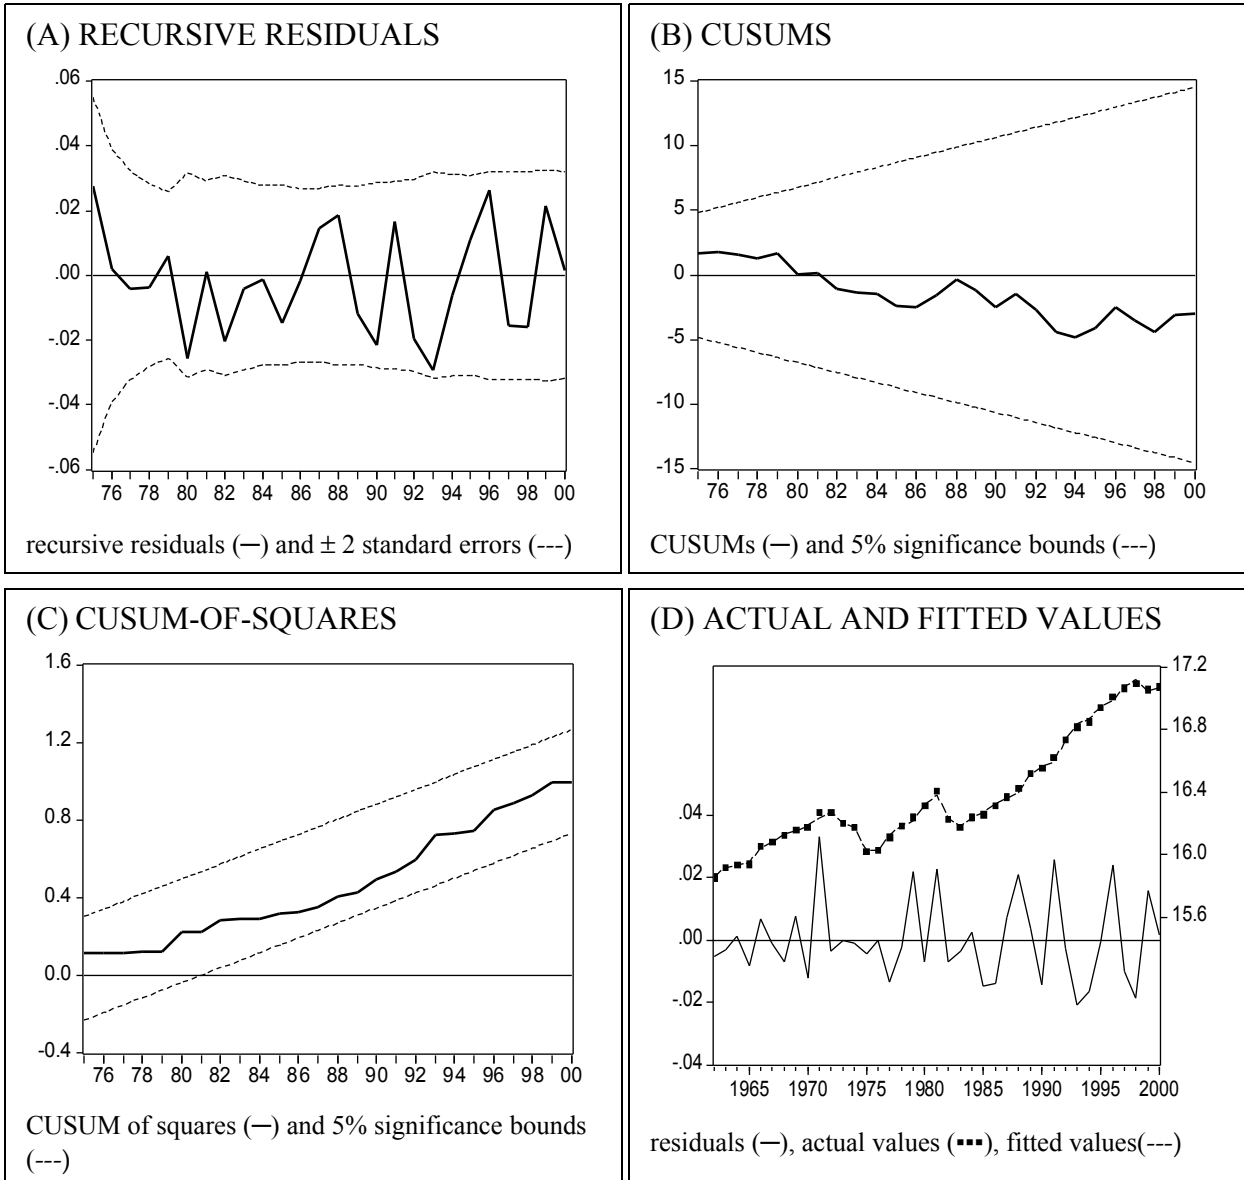 (A) RECURSIVE RESIDUALS
.06
.04
.02
.00
-.02
-.04
-.06
76 78 80 82 84 86 88 90 92 94 96 98 00
recursive residuals (─) and ± 2 standard errors (---)
(B) CUSUMS
15
10
5
0
-5
-10
-15
76 78 80 82 84 86 88 90 92 94 96 98 00
CUSUMs (─) and 5% significance bounds (---)
(C) CUSUM-OF-SQUARES
1.6
1.2
0.8
0.4
0.0
-0.4
76 78 80 82 84 86 88 90 92 94 96 98 00
CUSUM of squares (─) and 5% significance bounds
(---)
(D) ACTUAL AND FITTED VALUES
17.2
16.8
16.4
16.0
15.6
.04
.02
.00
-.02
-.04
1965 1970 1975 1980 1985 1990 1995 2000
residuals (─), actual values (▪▪▪), fitted values(---)